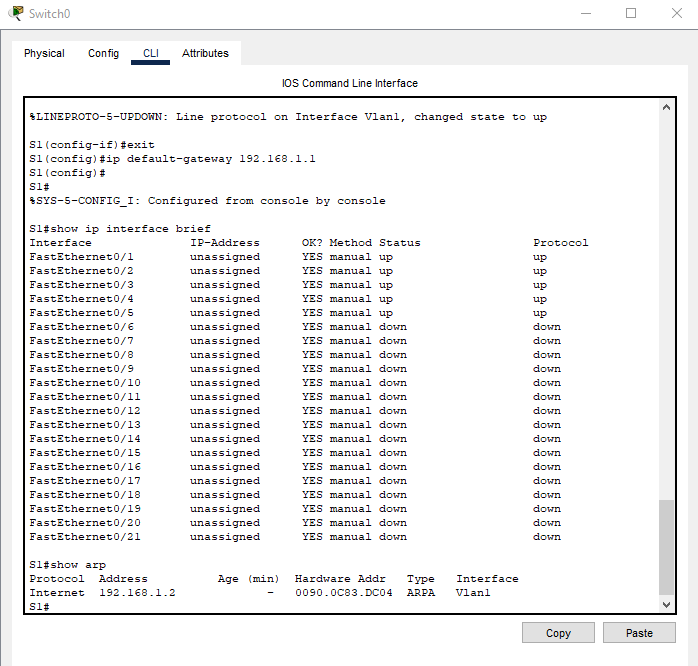 Switch0
Physical Config CLI Attributes
IOS Command Line Interface
%LINEPROTO-5-UPDOWN: Line protocol on Interface Vlan1, changed state to up
S1(config-if)#exit
S1(config)#ip default-gateway 192.168.1.1
S1(config)#
S1#
%SYS-5-CONFIG_I: Configured from console by console
S1#show ip interface brief
Interface IP-Address OK? Method Status Protocol
FastEthernet0/1 unassigned YES manual up up
FastEthernet0/2 unassigned YES manual up up
FastEthernet0/3 unassigned YES manual up up
FastEthernet0/4 unassigned YES manual up up
FastEthernet0/5 unassigned YES manual up up
FastEthernet0/6 unassigned YES manual down down
FastEthernet0/7 unassigned YES manual down down
FastEthernet0/8 unassigned YES manual down down
FastEthernet0/9 unassigned YES manual down down
FastEthernet0/10 unassigned YES manual down down
FastEthernet0/11 unassigned YES manual down down
FastEthernet0/12 unassigned YES manual down down
FastEthernet0/13 unassigned YES manual down down
FastEthernet0/14 unassigned YES manual down down
FastEthernet0/15 unassigned YES manual down down
FastEthernet0/16 unassigned YES manual down down
FastEthernet0/17 unassigned YES manual down down
FastEthernet0/18 unassigned YES manual down down
FastEthernet0/19 unassigned YES manual down down
FastEthernet0/20 unassigned YES manual down down
FastEthernet0/21 unassigned YES manual down down
S1#show arp
Protocol Address Age (min) Hardware Addr Type Interface
Internet 192.168.1.2 - 0090.0C83.DC04 ARPA Vlan1
S1#
Copy Paste